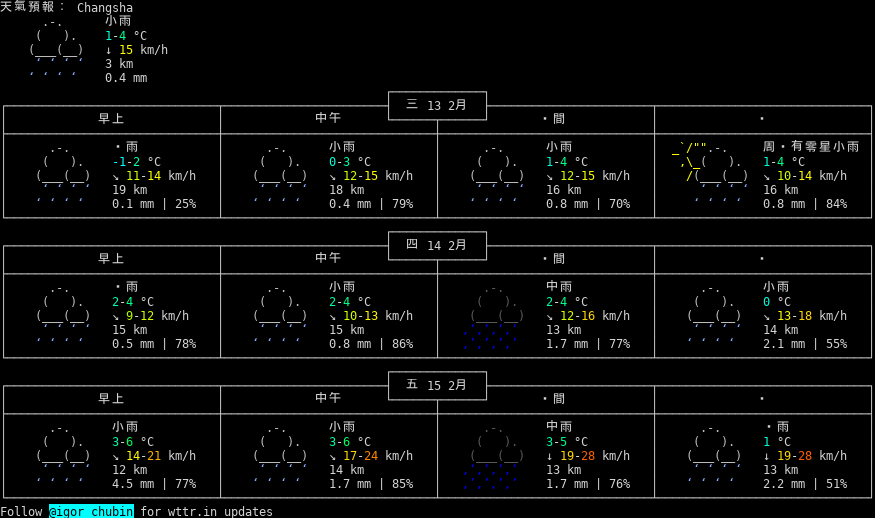 天氣預報： Changsha
小雨
1-4 °C
↓ 15 km/h
3 km
0.4 mm
三 13 2月
早上 中午 ・間 ・
・雨 小雨 小雨 周・有零星小雨
-1-2 °C 0-3 °C 1-4 °C 1-4 °C
↘ 11-14 km/h ↘ 12-15 km/h ↘ 12-15 km/h ↘ 10-14 km/h
19 km 18 km 16 km 16 km
0.1 mm | 25% 0.4 mm | 79% 0.8 mm | 70% 0.8 mm | 84%
四 14 2月
早上 中午 ・間 ・
・雨 小雨 中雨 小雨
2-4 °C 2-4 °C 2-4 °C 0 °C
↘ 9-12 km/h ↘ 10-13 km/h ↘ 12-16 km/h ↘ 13-18 km/h
15 km 15 km 13 km 14 km
0.5 mm | 78% 0.8 mm | 86% 1.7 mm | 77% 2.1 mm | 55%
五 15 2月
早上 中午 ・間 ・
小雨 小雨 中雨 ・雨
3-6 °C 3-6 °C 3-5 °C 1 °C
↘ 14-21 km/h ↘ 17-24 km/h ↓ 19-28 km/h ↓ 19-28 km/h
12 km 14 km 13 km 13 km
4.5 mm | 77% 1.7 mm | 85% 1.7 mm | 76% 2.2 mm | 51%
Follow @igor_chubin for wttr.in updates